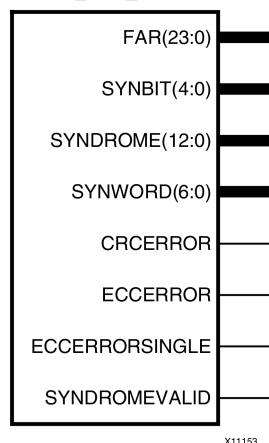 FAR(23:0)
SYNBIT(4:0)
SYNDROME(12:0)
SYNWORD(6:0)
CRCERROR
ECCERROR
ECCERRORSINGLE
SYNDROMEVALID
X11153